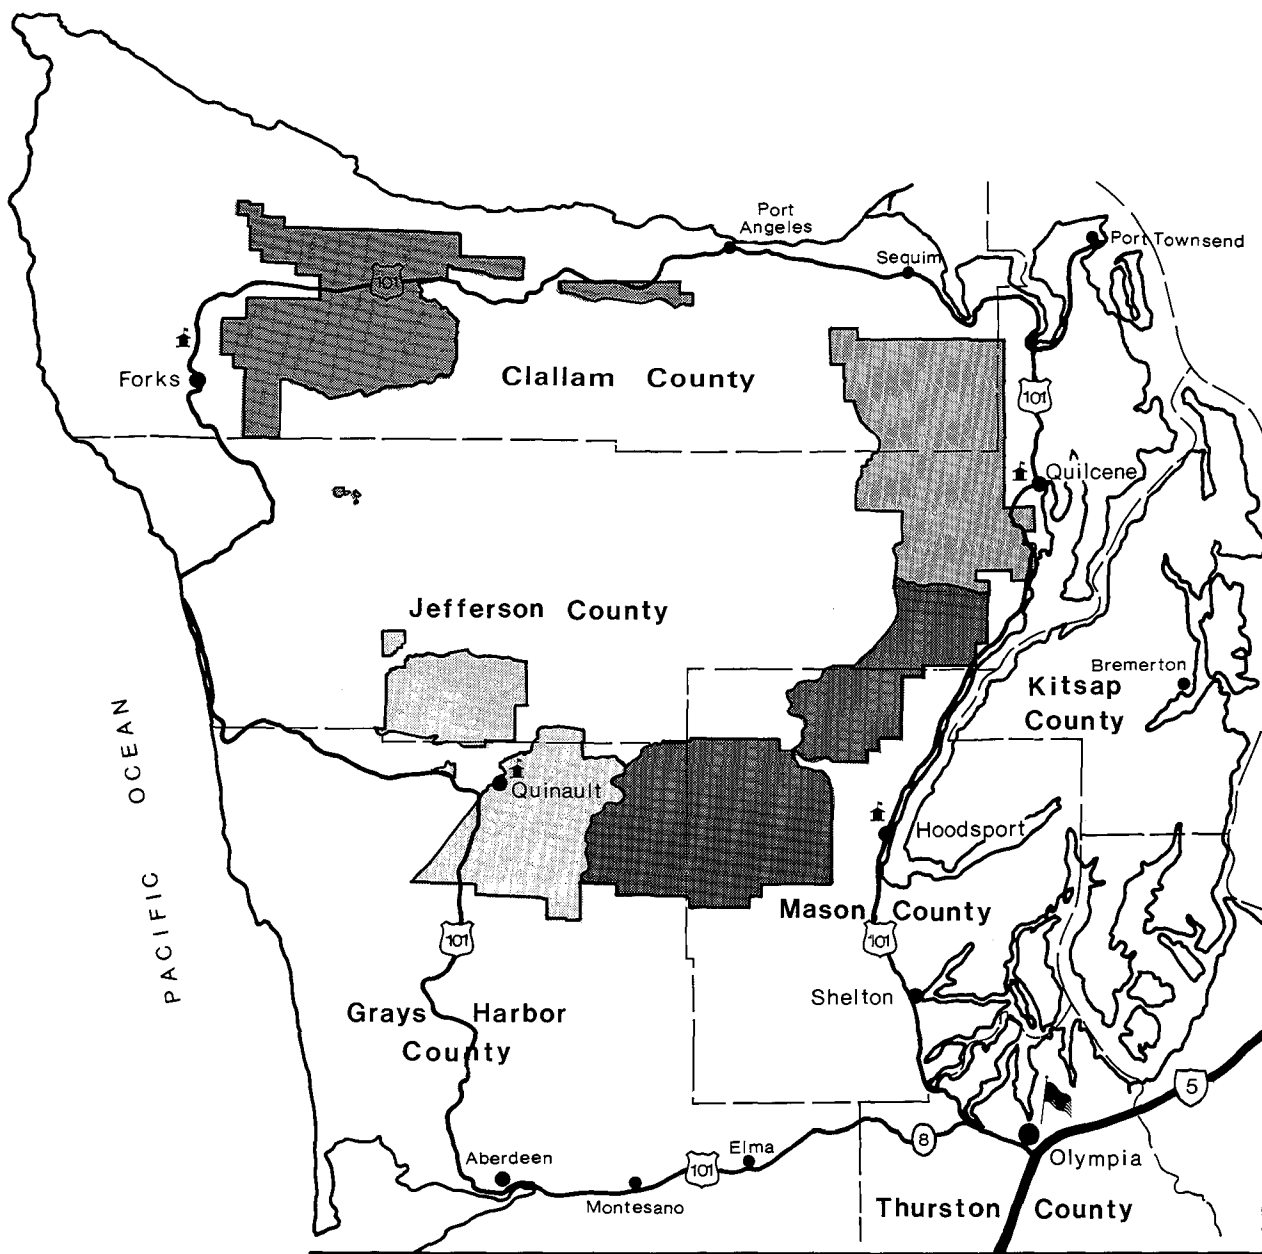 Port
Angeles
Port Townsend
Sequim
101
Forks
Clallam County
101
Quilcene
Jefferson County
Bremerton
Kitsap
County
PACIFIC OCEAN
Quinault
Hoodsport
Mason County
101
101
Shelton
Grays Harbor
County
5
8
Elma
Aberdeen
101
Olympia
Montesano
Thurston County